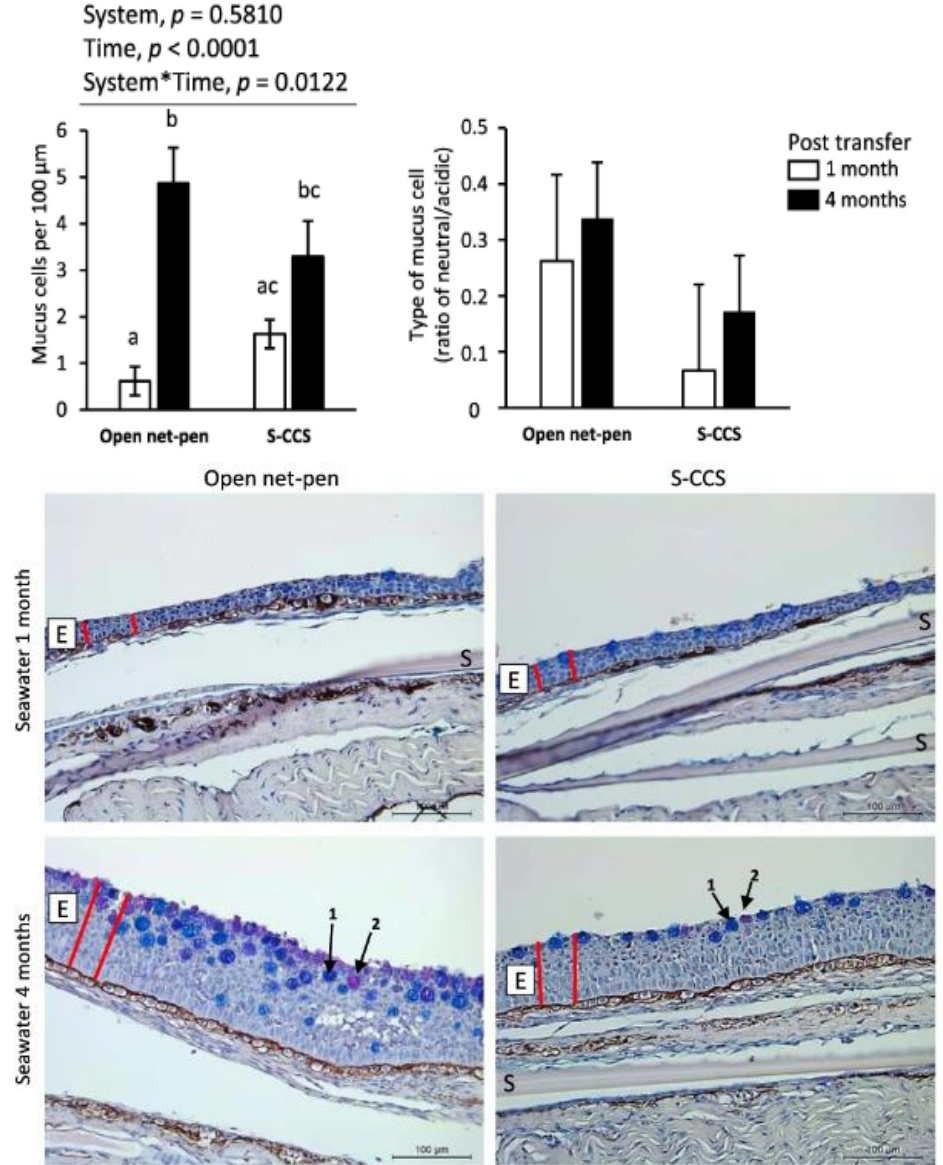 System, p = 0.5810
Time, p < 0.0001
System*Time, p = 0.0122
Mucus cells per 100 µm
6
5
4
3
2
1
0
a
b
ac
bc
Open net-pen
S-CCS
Type of mucus cell
(ratio of neutral/acidic)
0.5
0.4
0.3
0.2
0.1
0
Open net-pen
S-CCS
Post transfer
1 month
4 months
Open net-pen
S-CCS
Seawater 1 month
E
S
E
S
S
100 µm
Seawater 4 months
E
1
2
100 µm
E
1
2
S
100 µm